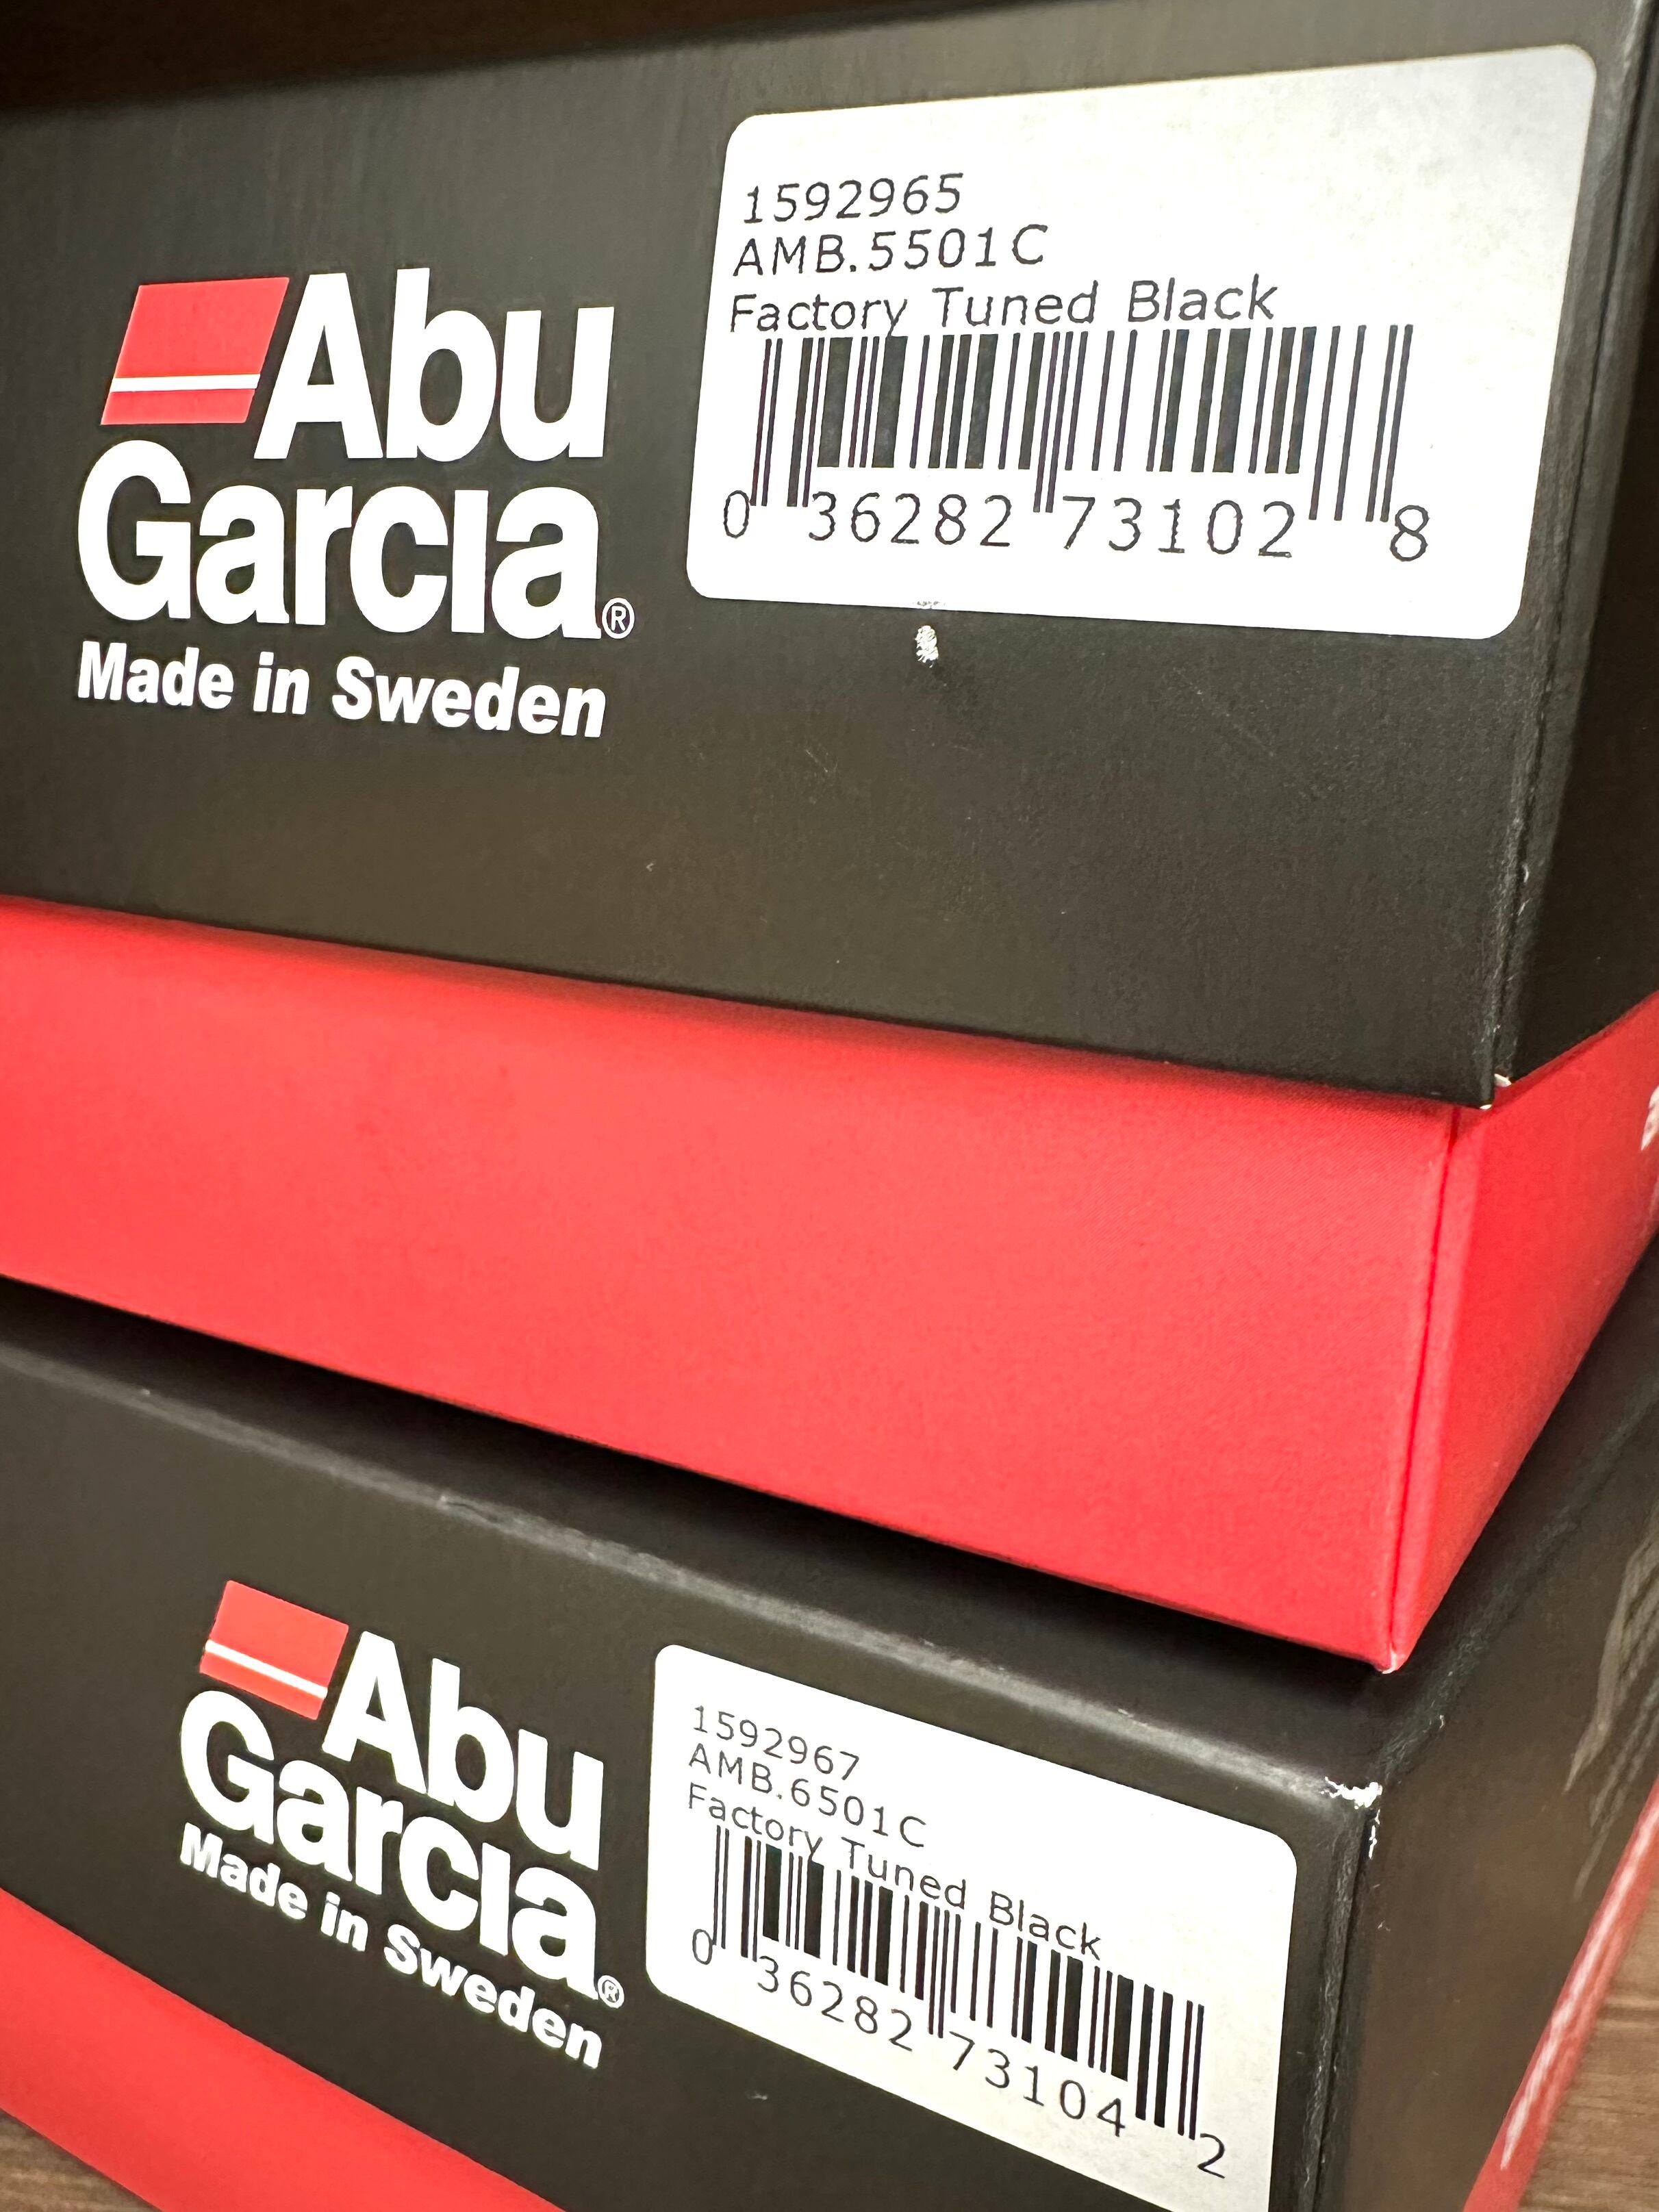 Abu
Garcia®
Made in Sweden
1592965
AMB.5501C
Factory Tuned Black
0 36282 73102 8
Abu
Garcia®
Made in Sweden
1592967
AMB.6501C
Factory Tuned Black
0 36282 73104 2